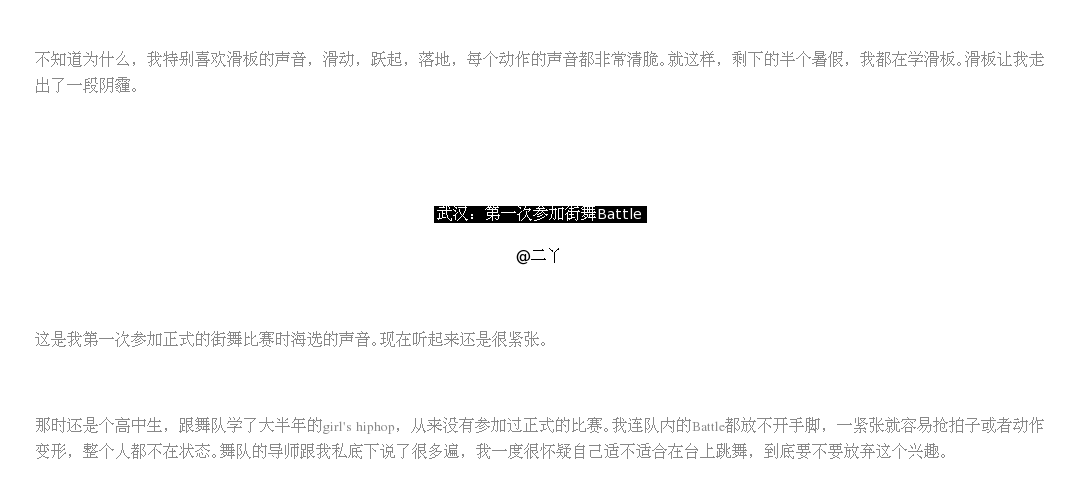 不知道为什么，我特别喜欢滑板的声音，滑动，跃起，落地，每个动作的声音都非常清脆。就这样，剩下的半个暑假，我都在学滑板。滑板让我走
出了一段阴霾。
武汉：第一次参加街舞Battle
@二丫
这是我第一次参加正式的街舞比赛时海选的声音。现在听起来还是很紧张。
那时还是个高中生，跟舞队学了大半年的girl's hiphop，从来没有参加过正式的比赛。我连队内的Battle都放不开手脚，一紧张就容易抢拍子或者动作
变形，整个人都不在状态。舞队的导师跟我私底下说了很多遍，我一度很怀疑自己适不适合在台上跳舞，到底要不要放弃这个兴趣。